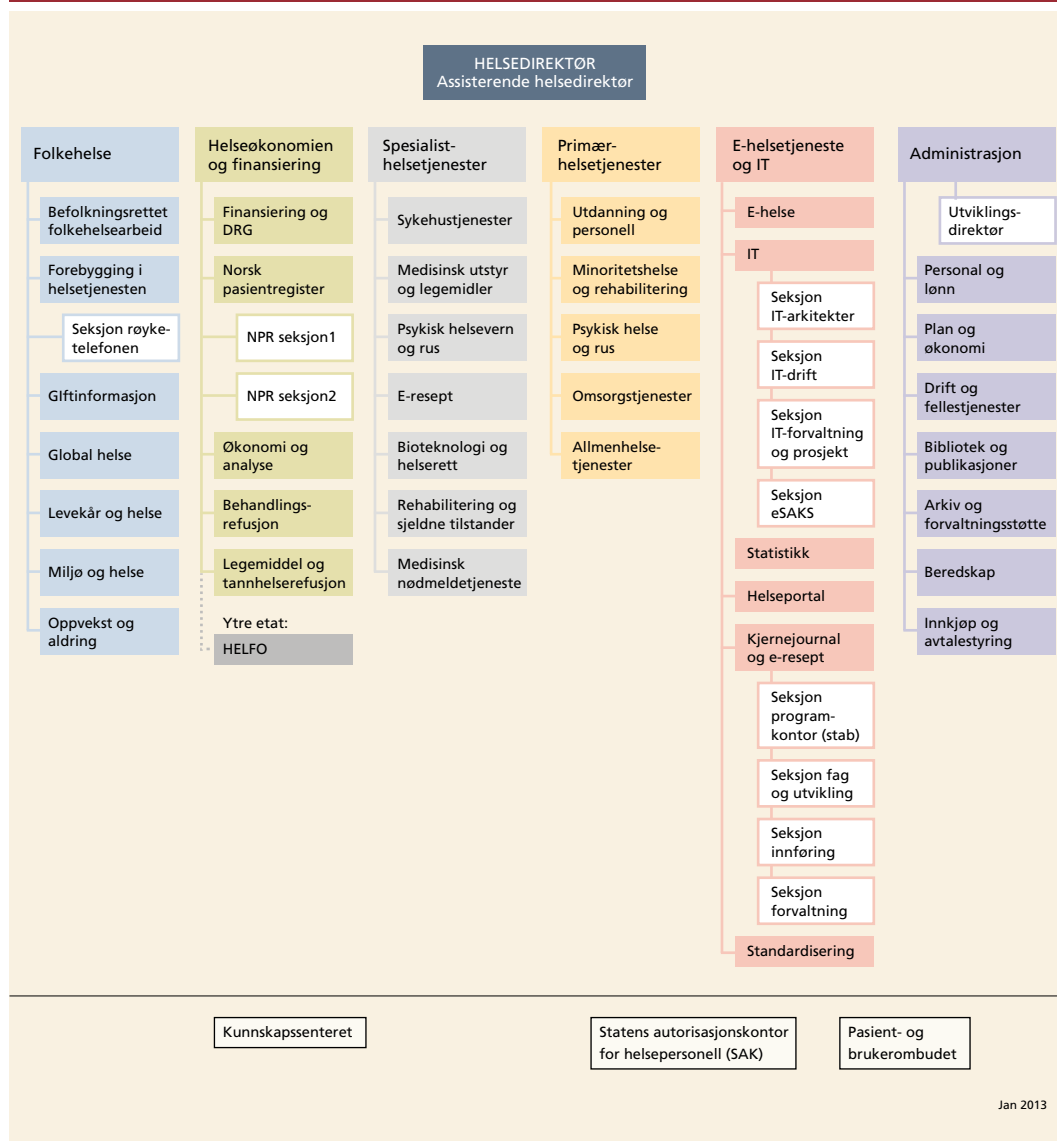 HELSEDIREKTØR
Assisterende helsedirektør
Folkehelse
Befolkningsrettet
folkehelsearbeid
Forebygging i
helsetjenesten
Seksjon røyke-
telefonen
GIftinformasjon
Global helse
Levekår og helse
Miljø og helse
Oppvekst og
aldring
Helseøkonomien
og finansiering
Finansiering og
DRG
Norsk
pasientregister
NPR seksjon1
NPR seksjon2
Økonomi og
analyse
Behandlings-
refusjon
Legemiddel og
tannhelserefusjon
Ytre etat:
HELFO
Spesialist-
helsetjenester
Sykehustjenester
Medisinsk utstyr
og legemidler
Psykisk helsevern
og rus
E-resept
Bioteknologi og
helserett
Rehabilitering og
sjeldne tilstander
Medisinsk
nødmeldetjeneste
Primær-
helsetjenester
Utdanning og
personell
Minoritetshelse
og rehabilitering
Psykisk helse
og rus
Omsorgstjenester
Allmenhelse-
tjenester
E-helsetjeneste
og IT
E-helse
IT
Seksjon
IT-arkitekter
Seksjon
IT-drift
Seksjon
IT-forvaltning
og prosjekt
Seksjon
eSAKS
Statistikk
Helseportal
Kjernejournal
og e-resept
Seksjon
program-
kontor (stab)
Seksjon fag
og utvikling
Seksjon
innføring
Seksjon
forvaltning
Standardisering
Administrasjon
Utviklings-
direktør
Personal og
lønn
Plan og
økonomi
Drift og
fellestjenester
Bibliotek og
publikasjoner
Arkiv og
forvaltningsstøtte
Beredskap
Innkjøp og
avtalestyring
Kunnskapssenteret
Statens autorisasjonskontor
for helsepersonell (SAK)
Pasient- og
brukerombudet
Jan 2013